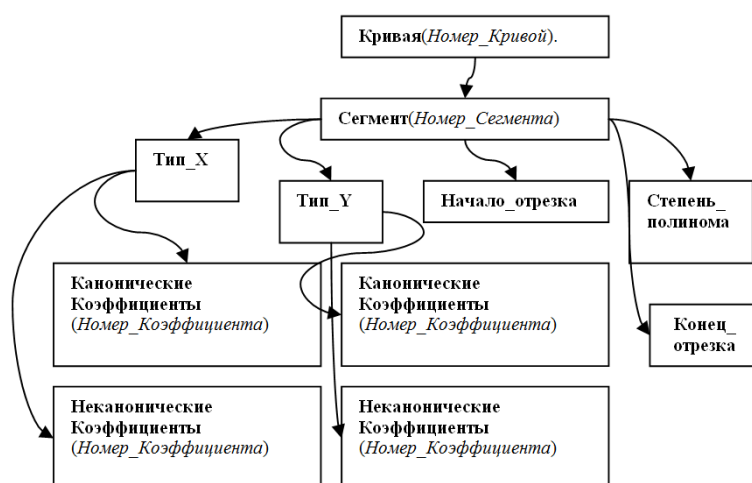 Кривая(Номер_Кривой).
Сегмент(Номер_Сегмента)
Тип_X
Тип_Y
Начало_отрезка
Степень_
полинома
Канонические
Коэффициенты
(Номер_Коэффициента)
Канонические
Коэффициенты
(Номер_Коэффициента)
Конец_
отрезка
Неканонические
Коэффициенты
(Номер_Коэффициента)
Неканонические
Коэффициенты
(Номер_Коэффициента)